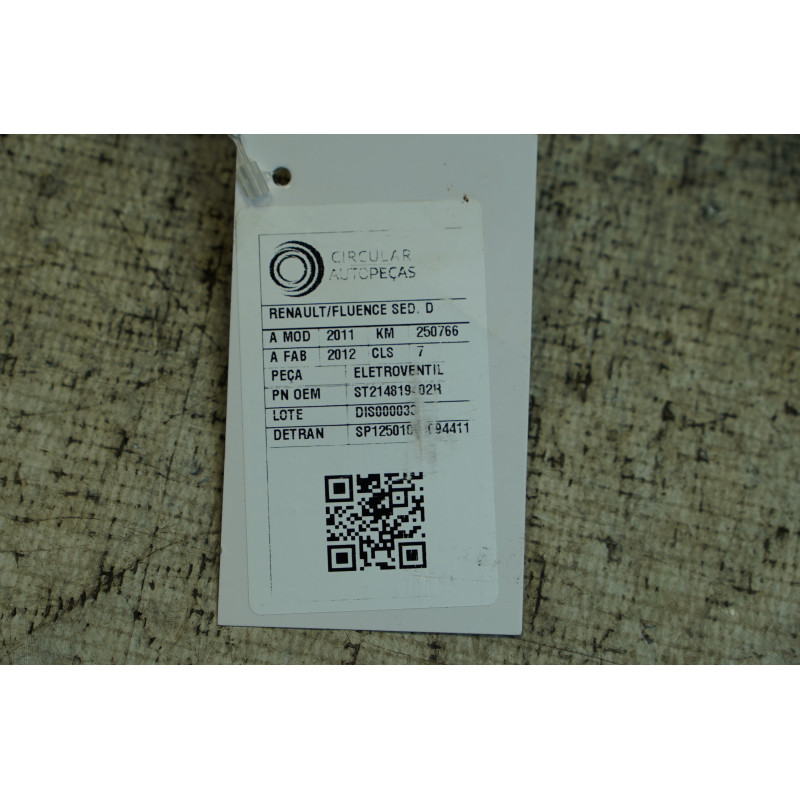 CIRCULAR
AUTOPEÇAS
RENAULT/FLUENCE SED. D
A MOD 2011 KM 250766
A FAB 2012 CLS 7
PEÇA ELETROVENTIL
PN OEM
LOTE DIS000033
DETRAN